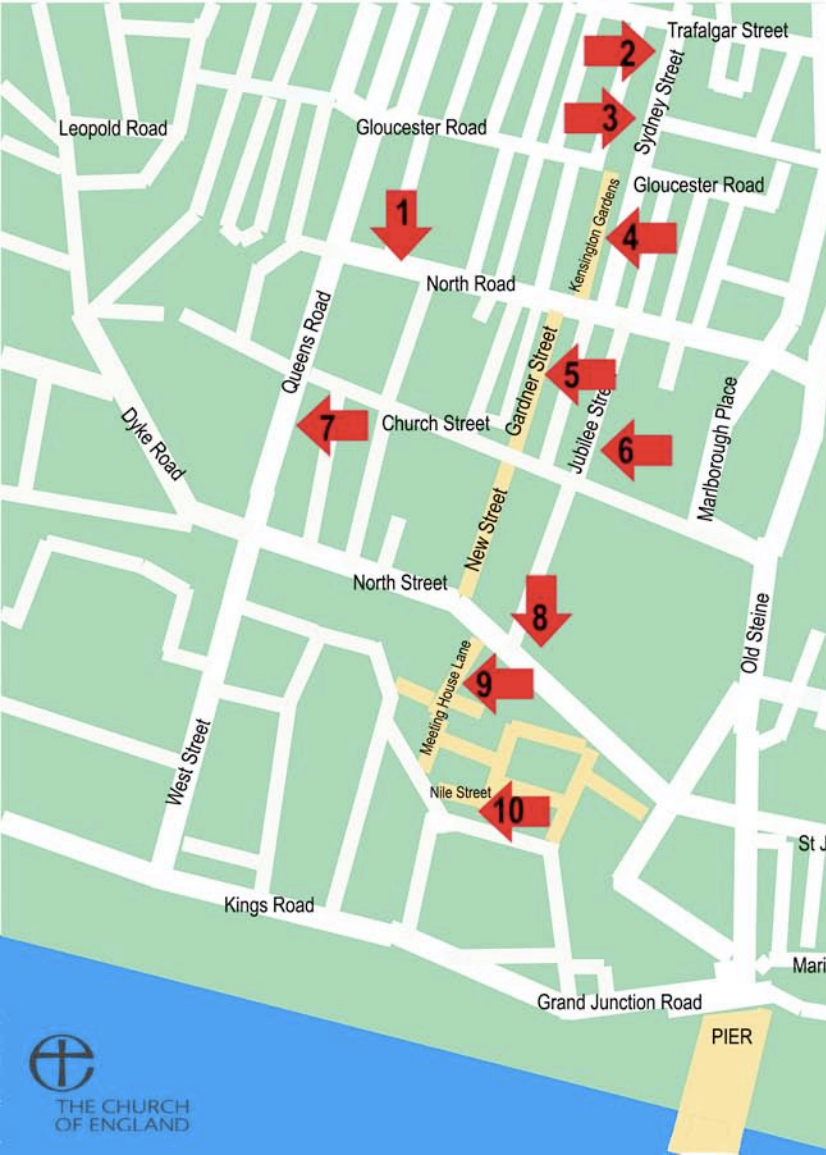 Trafalgar Street
2
Sydney Street
3
Leopold Road
Gloucester Road
Gloucester Road
1
Kensington Gardens
4
North Road
Queens Road
Gardner Street
5
Jubilee Stre
7
Church Street
6
Marlborough Place
Dyke Road
New Street
North Street
8
Old Steine
Meeting House Lane
9
West Street
Nile Street
10
St J
Kings Road
Mari
Grand Junction Road
PIER
THE CHURCH
OF ENGLAND